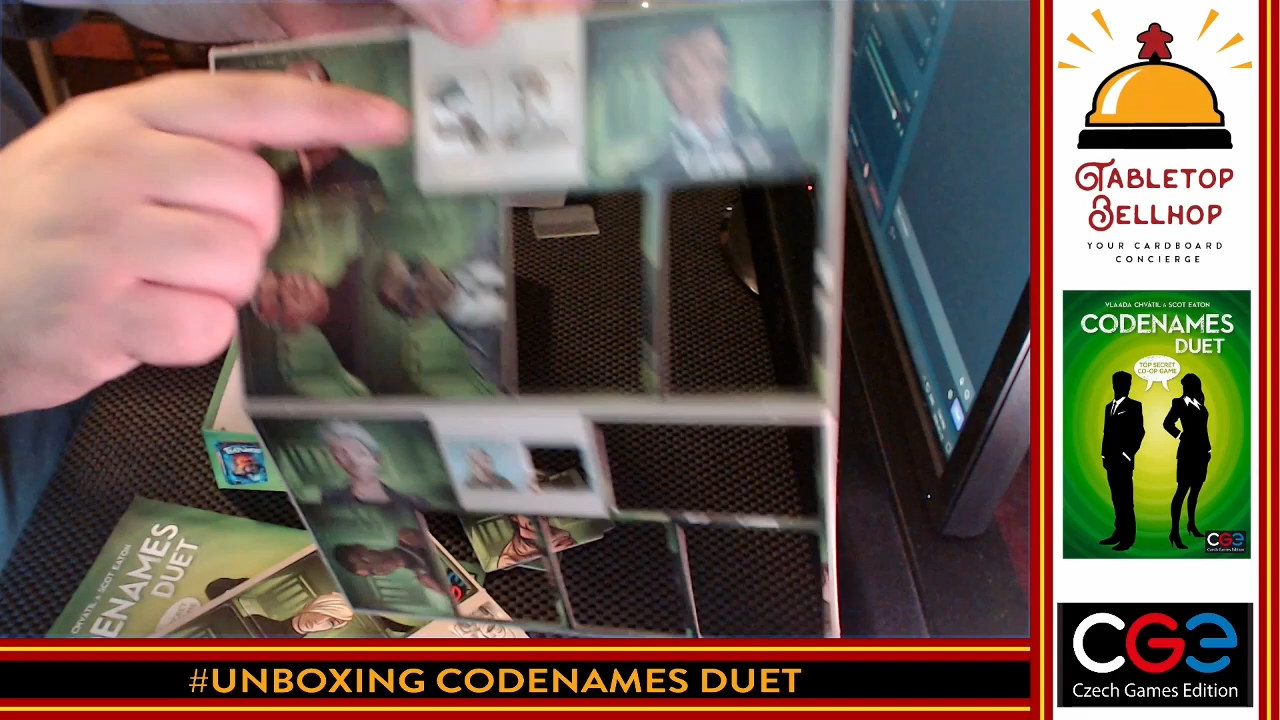 TABLETOP
BELLHOP
YOUR CARDBOARD
CONCIERGE
VLAADA CHVÁTIL & SCOT EATON
CODENAMES
DUET
TOP SECRET
CO-OP GAME
CGE
Czech Games Edition
CGE
Czech Games Edition
CHVÁTIL & SCOT EATON
ENAMES
DUET
#UNBOXING CODENAMES DUET